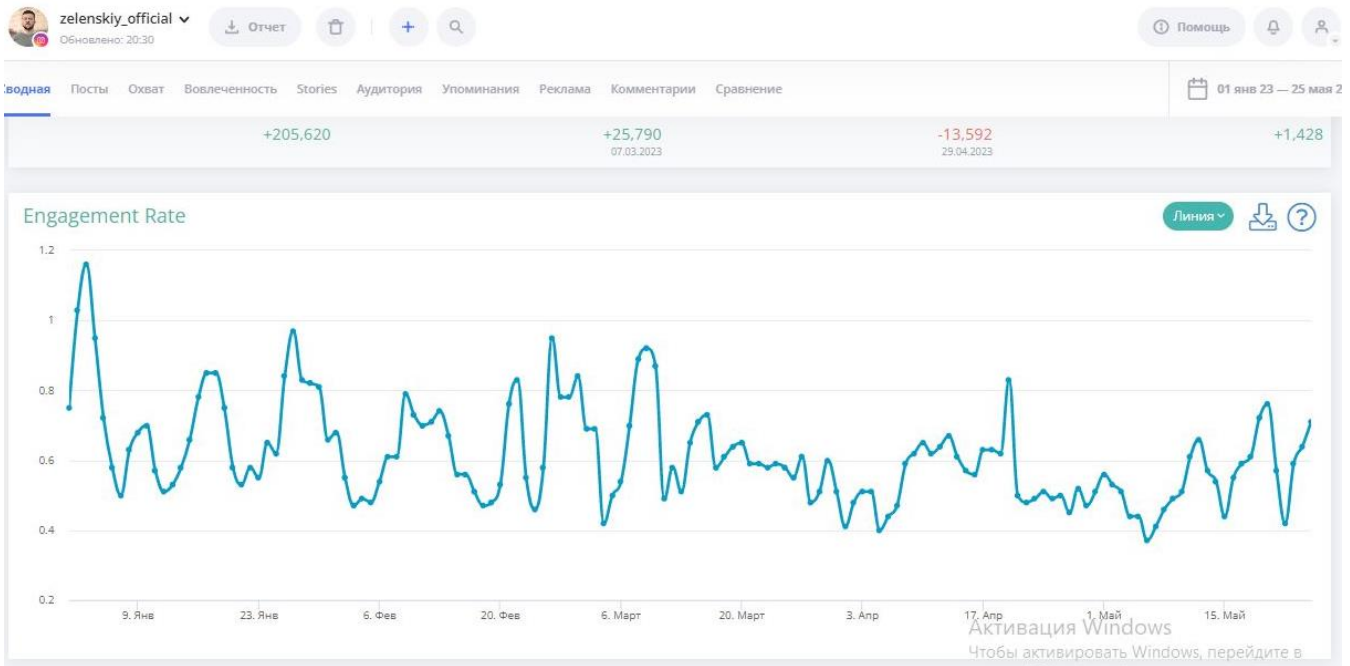 zelenskiy_official
Обновлено: 20:30
Отчет
Помощь
Сводная Посты Охват Вовлеченность Stories Аудитория Упоминания Реклама Комментарии Сравнение
01 янв 23 — 25 мая 2
+205,620 +25,790 -13,592 +1,428
07.03.2023 29.04.2023
Engagement Rate
Линия
1.2
1
0.8
0.6
0.4
0.2
9. Янв 23. Янв 6. Фев 20. Фев 6. Март 20. Март 3. Апр 17. Апр 1. Май 15. Май
Активация Windows
Чтобы активировать Windows, перейдите в